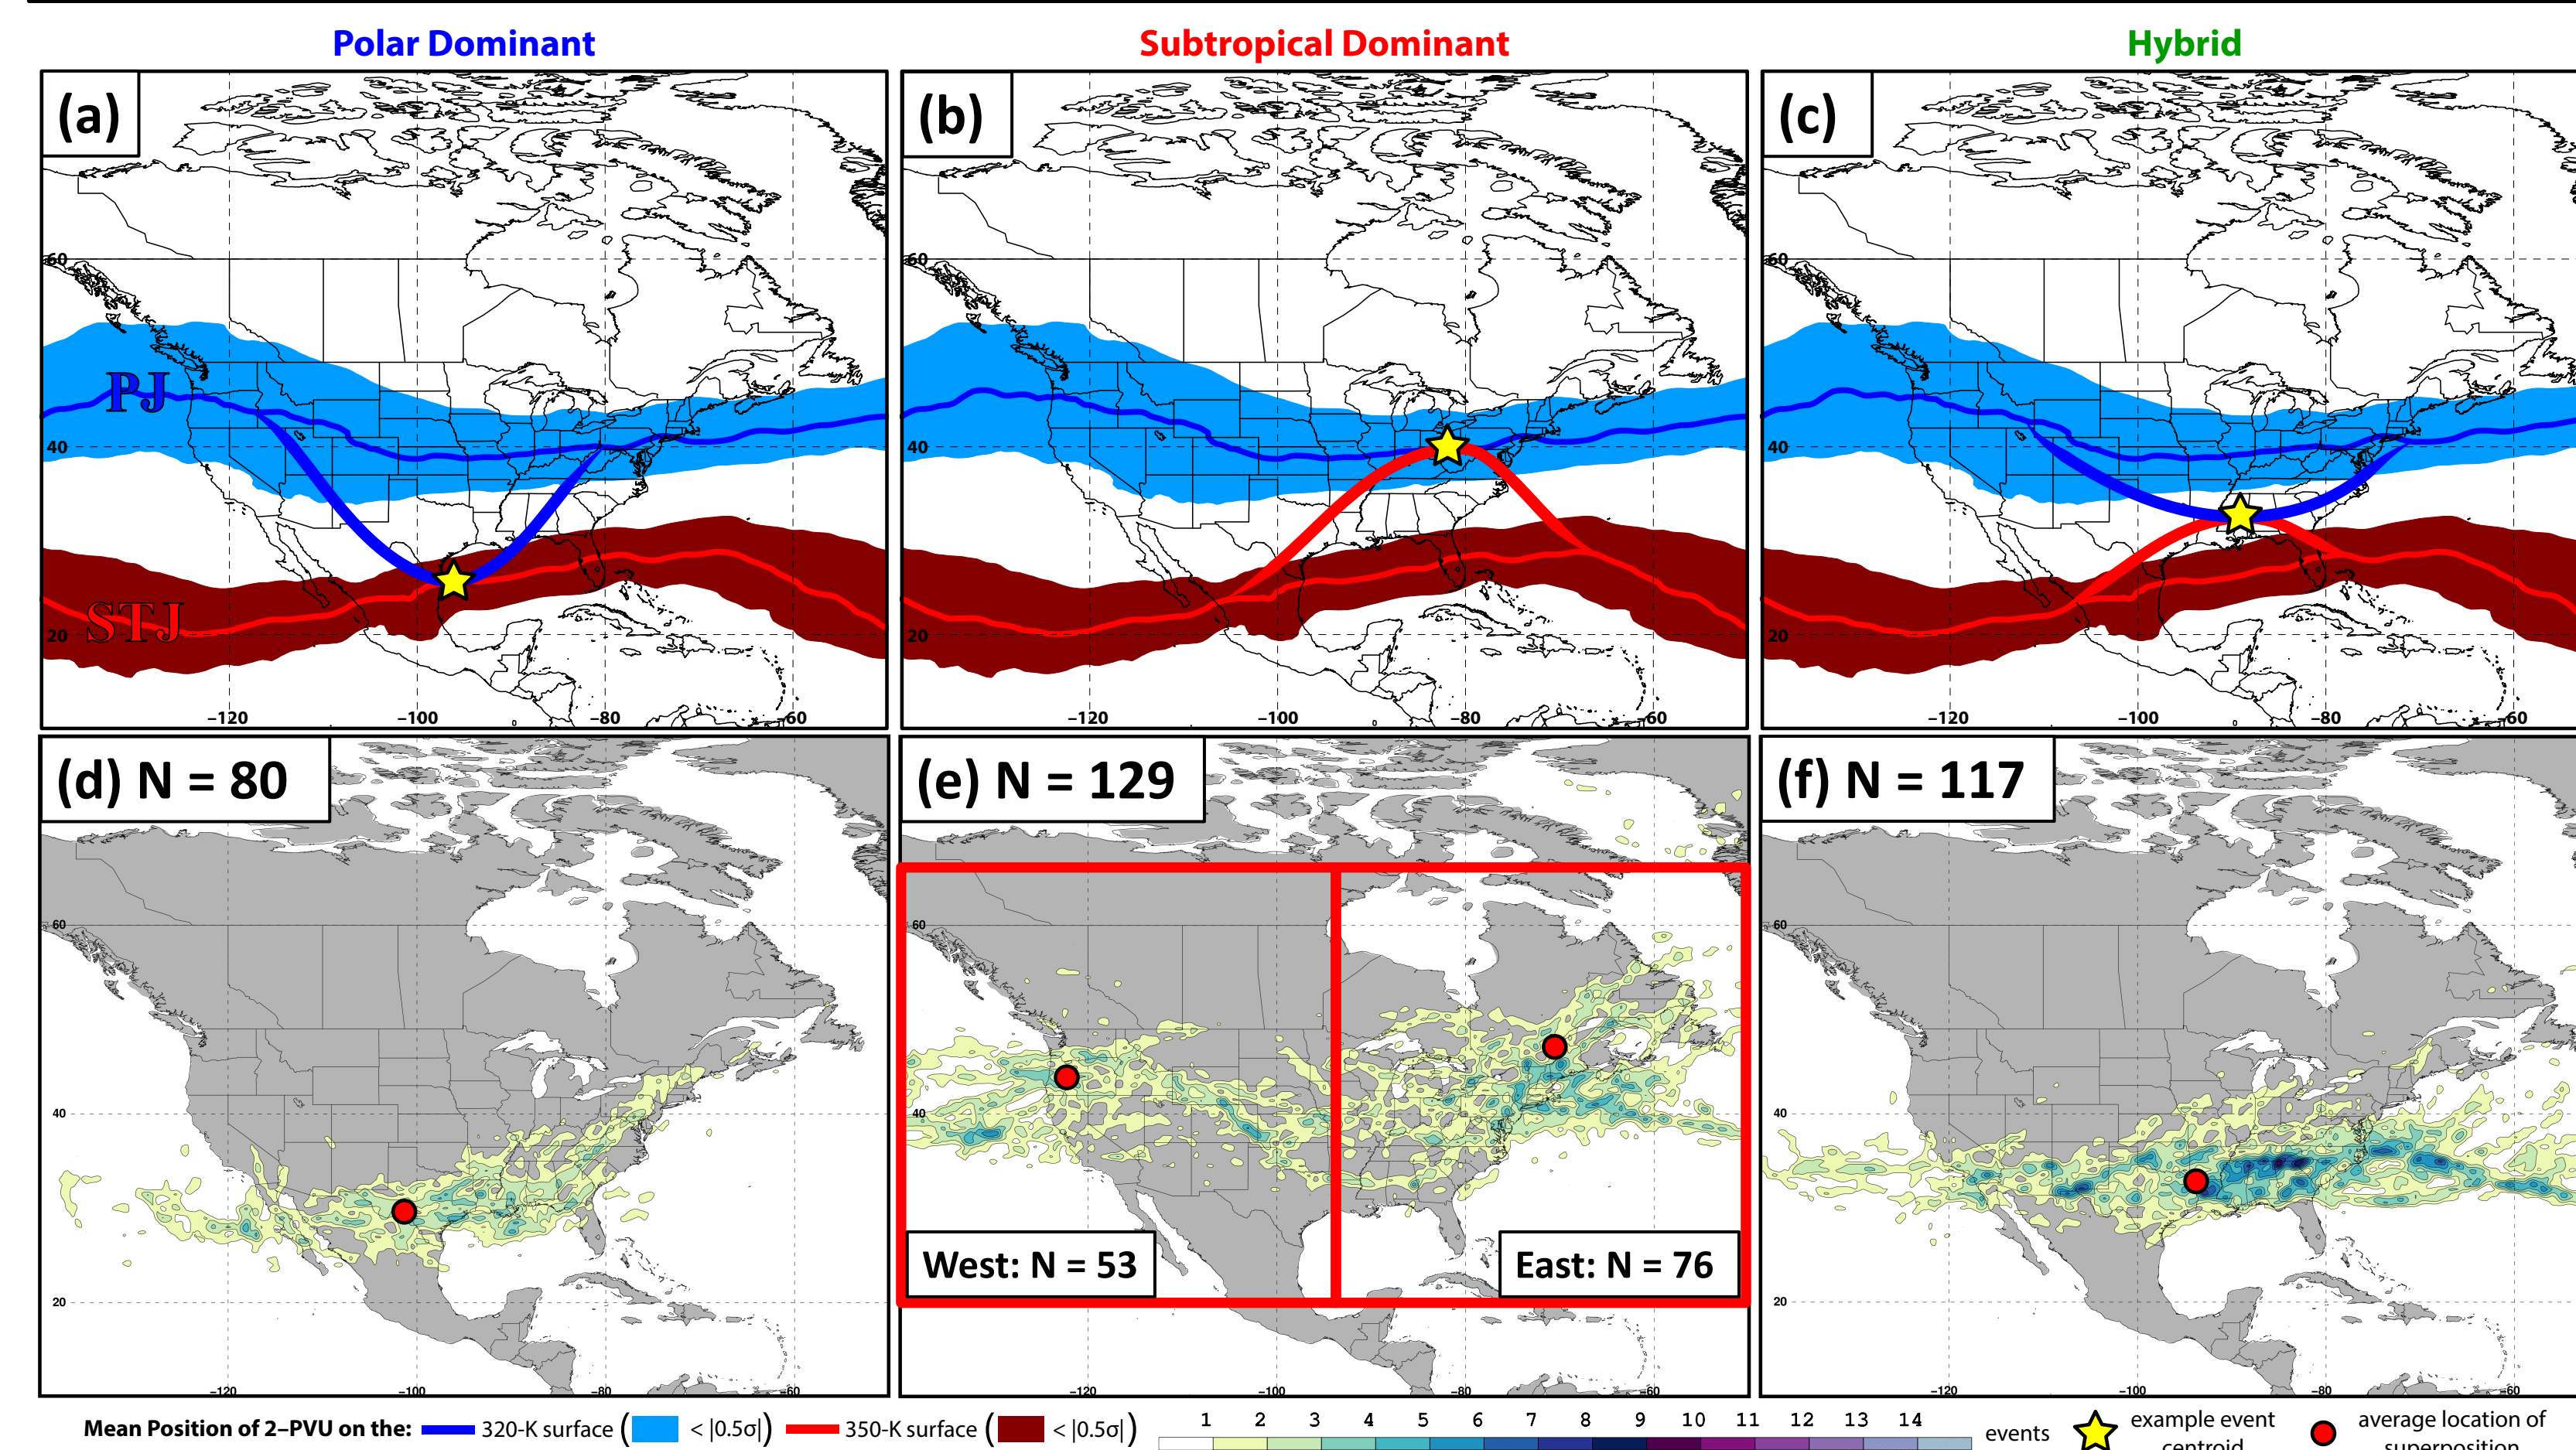 Polar Dominant
Subtropical Dominant
Hybrid
(a)
(b)
(c)
60
60
60
PJ
40
40
40
STJ
20
20
20
−120 −100 −80 −60
−120 −100 −80 −60
−120 −100 −80 −60
(d) N = 80
(e) N = 129
(f) N = 117
60
60
60
40
40
40
West: N = 53
East: N = 76
20
20
−120 −100 −80 −60
−120 −100 −80 −60
−120 −100 −80 −60
Mean Position of 2–PVU on the: 320-K surface ( < |0.5σ|) 350-K surface ( < |0.5σ|)
1 2 3 4 5 6 7 8 9 10 11 12 13 14
events
example event
centroid
average location of
superposition